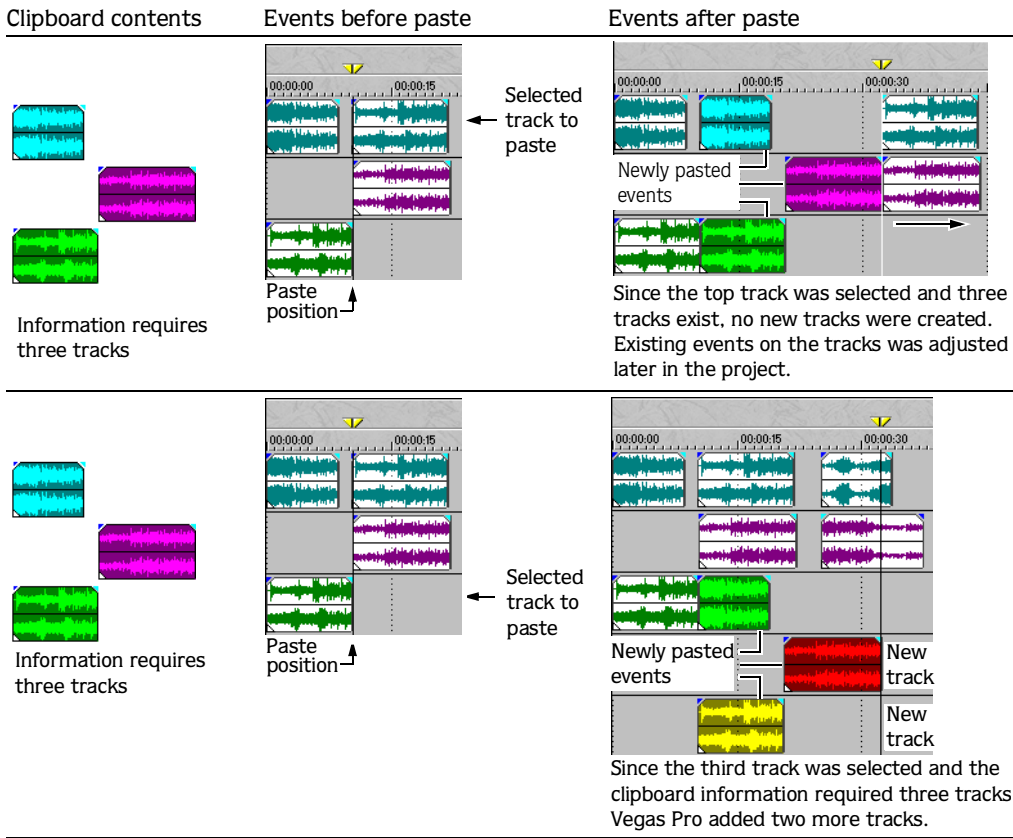 Clipboard contents
Events before paste
Events after paste
00:00:00
00:00:15
Selected
track to
paste
Paste
position
Information requires
three tracks
00:00:00
00:00:15
00:00:30
Newly pasted
events
Since the top track was selected and three
tracks exist, no new tracks were created.
Existing events on the tracks was adjusted
later in the project.
00:00:00
00:00:15
Selected
track to
paste
Paste
position
Information requires
three tracks
00:00:00
00:00:15
00:00:30
Newly pasted
events
New
track
New
track
Since the third track was selected and the
clipboard information required three tracks
Vegas Pro added two more tracks.